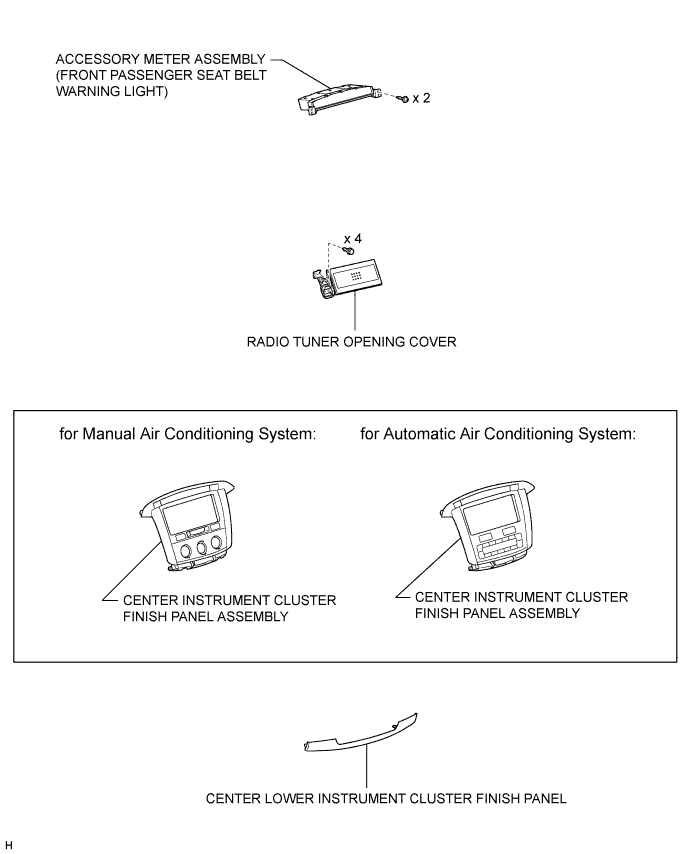 ACCESSORY METER ASSEMBLY
(FRONT PASSENGER SEAT BELT
WARNING LIGHT)
x 2
x 4
RADIO TUNER OPENING COVER
for Manual Air Conditioning System:
for Automatic Air Conditioning System:
CENTER INSTRUMENT CLUSTER
FINISH PANEL ASSEMBLY
CENTER INSTRUMENT CLUSTER
FINISH PANEL ASSEMBLY
CENTER LOWER INSTRUMENT CLUSTER FINISH PANEL
H